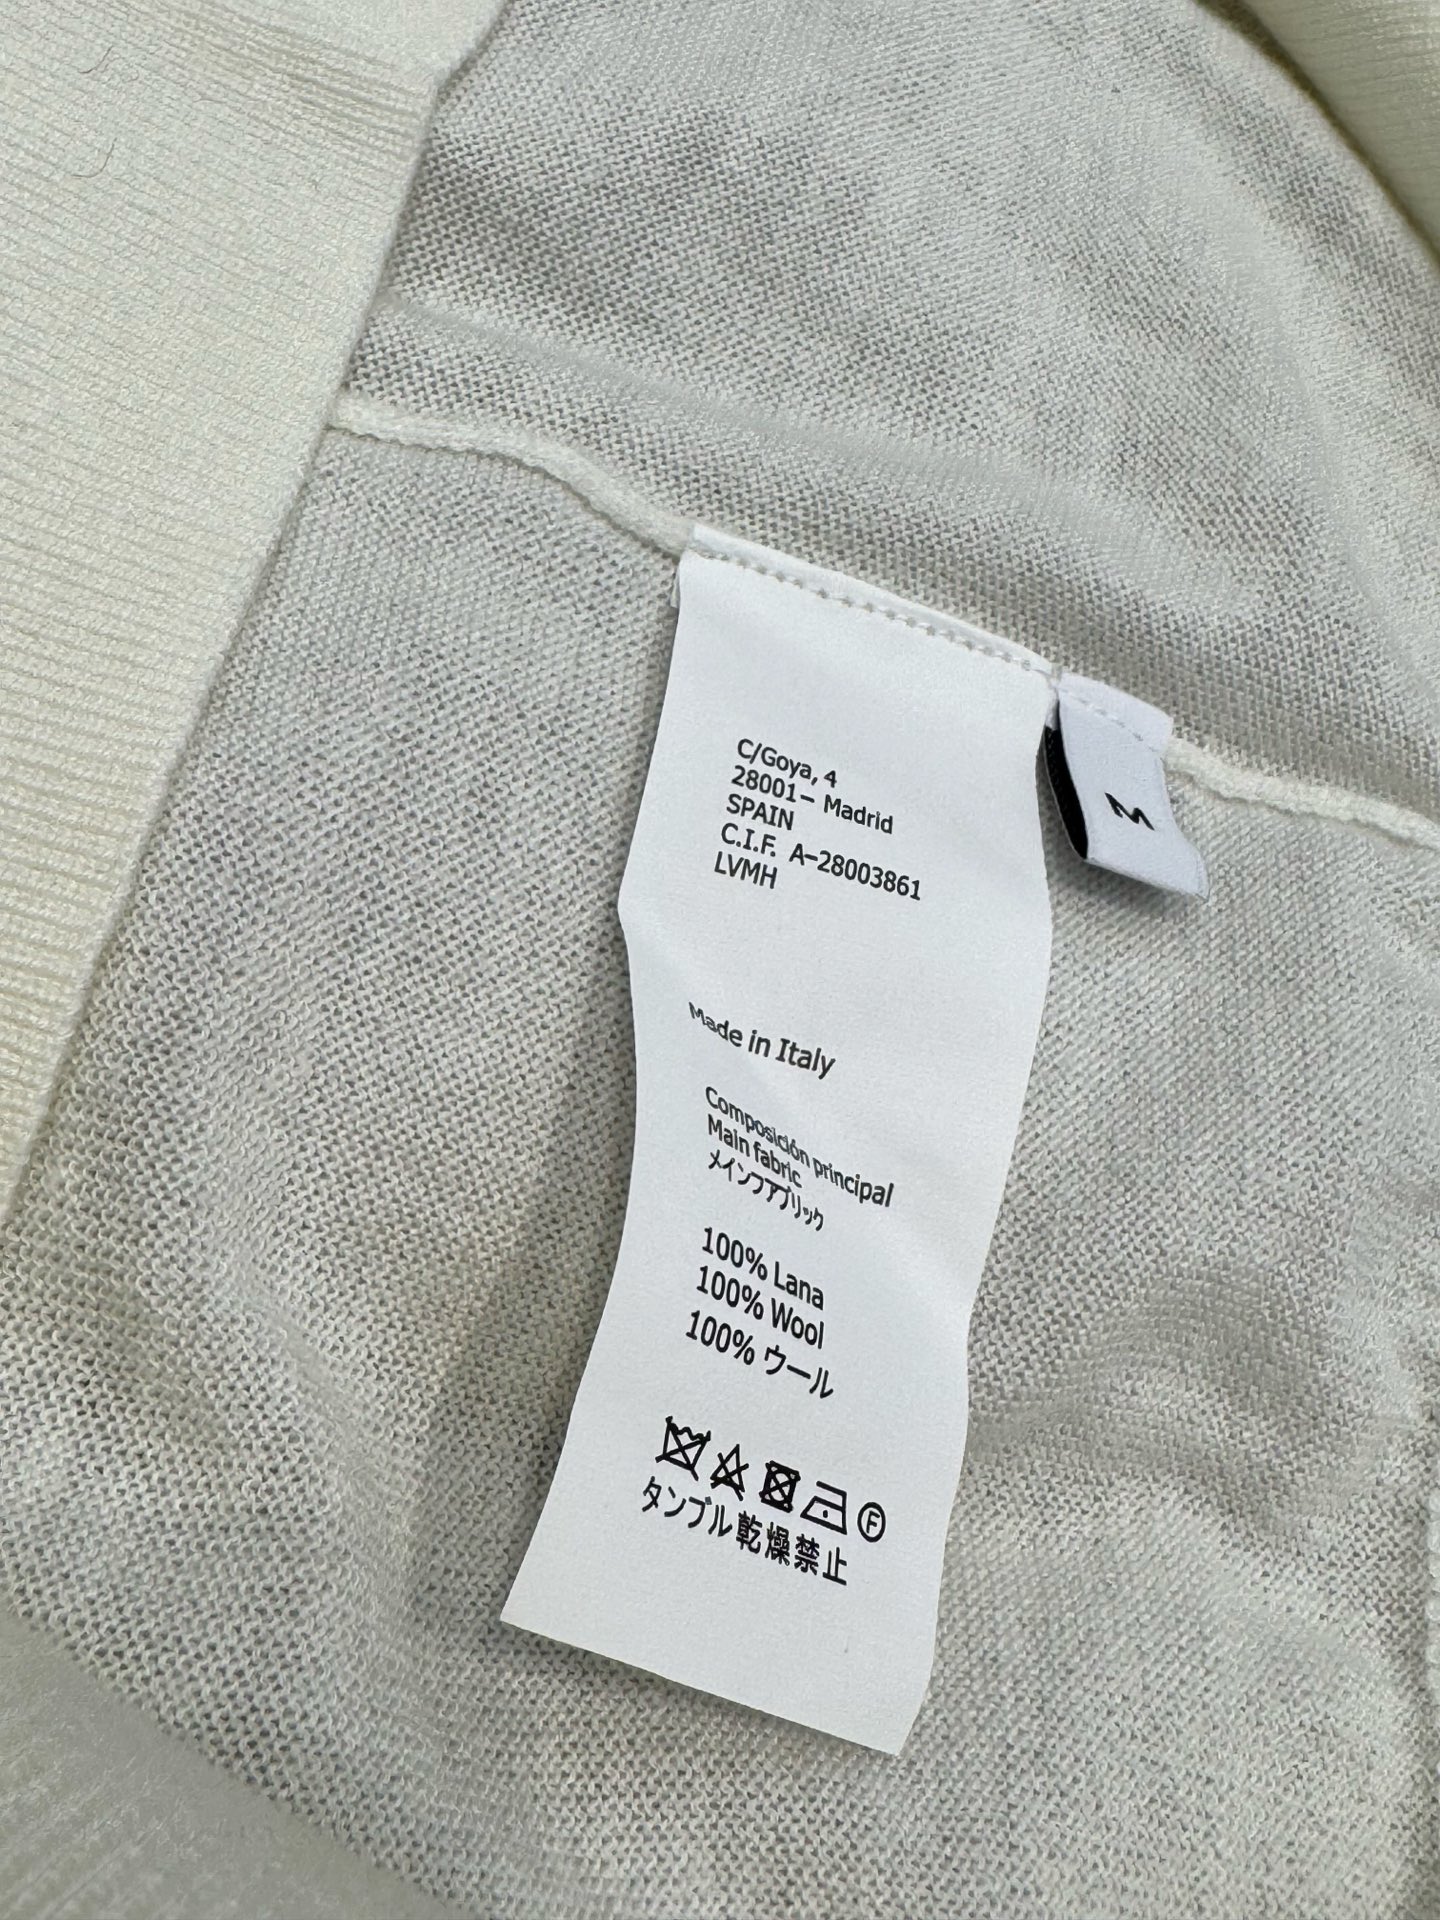 C/Goya, 4
28001– Madrid
SPAIN
C.I.F. A–28003861
LVMH
M
Made in Italy
Composición principal
Main fabric
メインファブリック
100% Lana
100% Wool
100% ウール
F
タンブル乾燥禁止